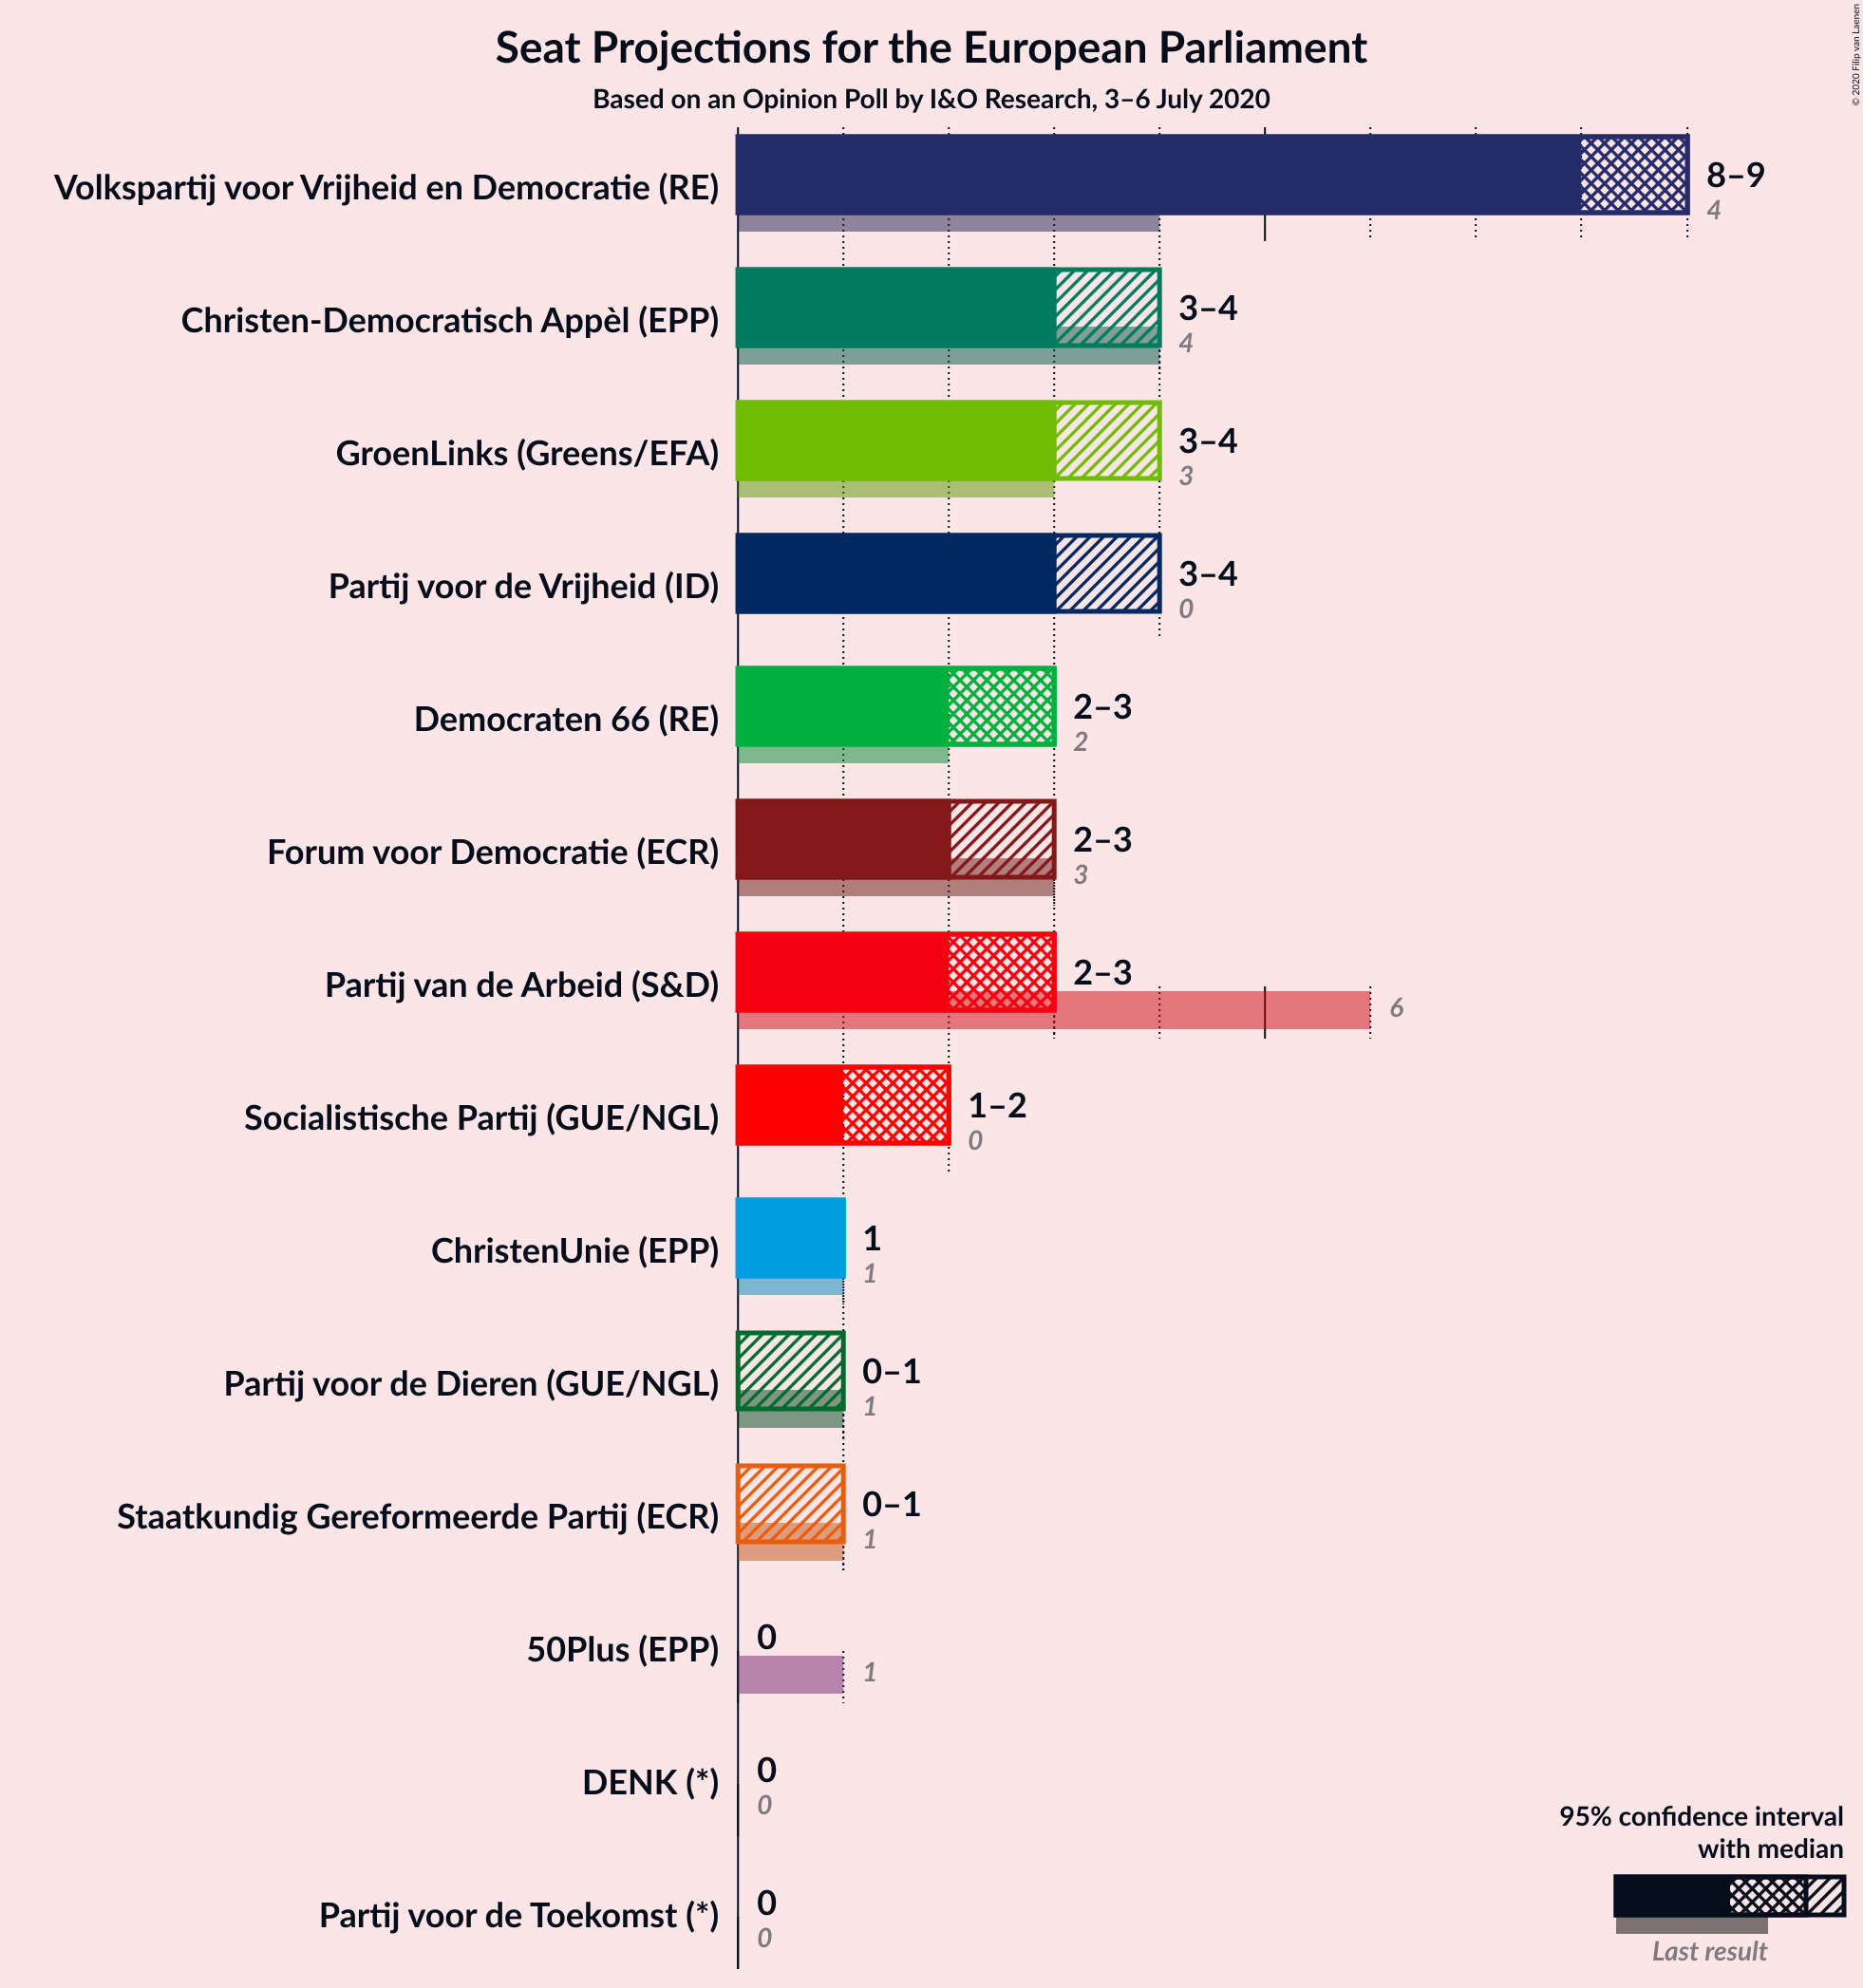 Seat Projections for the European Parliament
Based on an Opinion Poll by I&O Research, 3–6 July 2020
© 2020 Filip van Laenen
Volkspartij voor Vrijheid en Democratie (RE)
8–9
4
Christen-Democratisch Appèl (EPP)
3–4
4
GroenLinks (Greens/EFA)
3–4
3
Partij voor de Vrijheid (ID)
3–4
0
Democraten 66 (RE)
2–3
2
Forum voor Democratie (ECR)
2–3
3
Partij van de Arbeid (S&D)
2–3
6
Socialistische Partij (GUE/NGL)
1–2
0
ChristenUnie (EPP)
1
1
Partij voor de Dieren (GUE/NGL)
0–1
1
Staatkundig Gereformeerde Partij (ECR)
0–1
1
50Plus (EPP)
0
1
DENK (*)
0
0
Partij voor de Toekomst (*)
0
0
95% confidence interval
with median
Last result